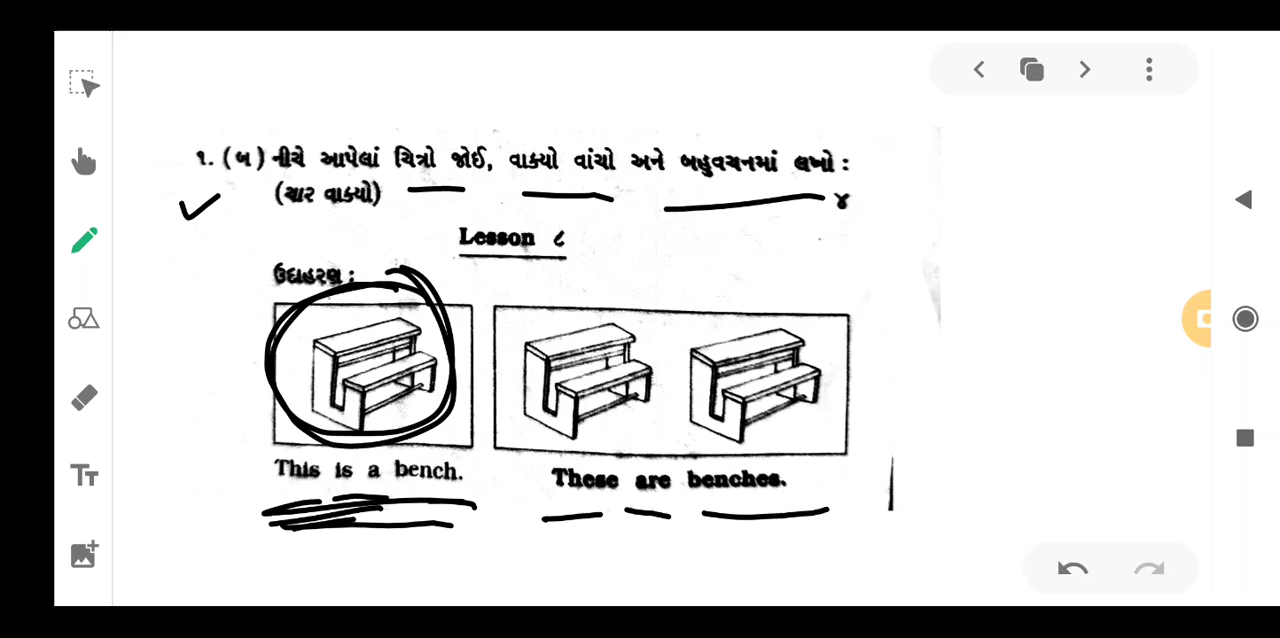 ૧. (બ) નીચે આપેલાં ચિત્રો જોઈ, વાક્યો વાંચો અને બહુવચનમાં લખો :
(ચાર વાક્યો) ૪
Lesson ૮
ઉદાહરણ :
This is a bench. These are benches.